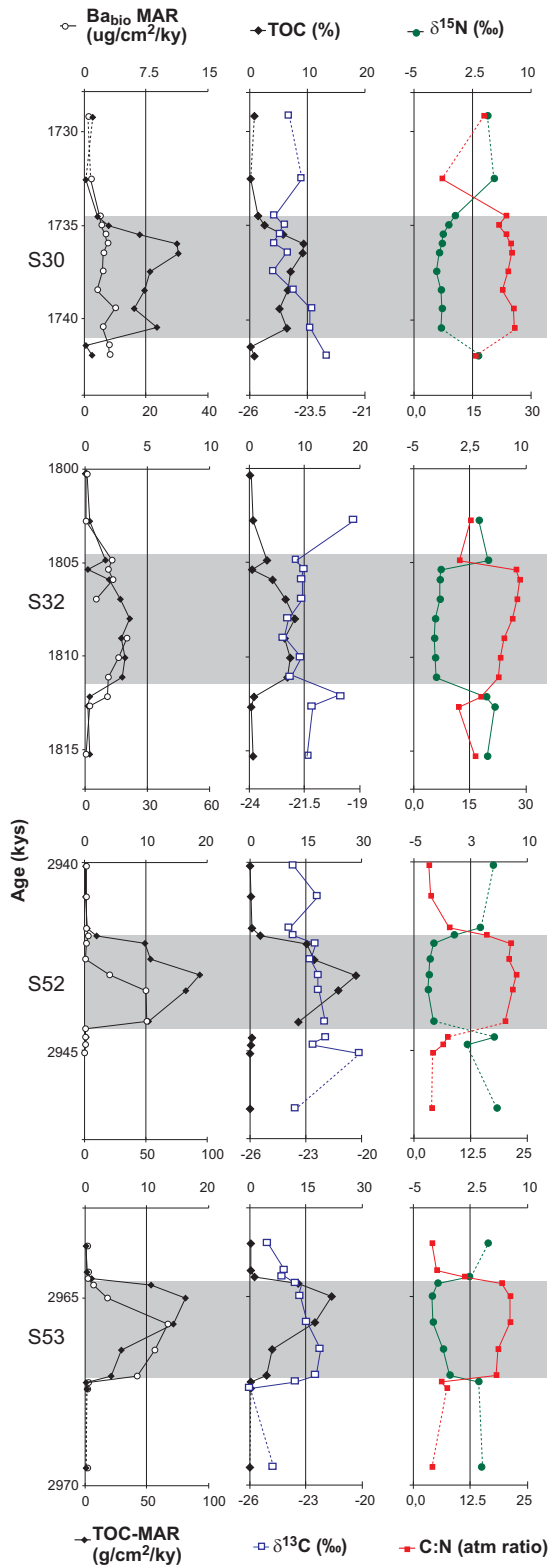 Ba_bio MAR (ug/cm²/ky) TOC (%) δ¹⁵N (‰)
0 7.5 15 0 10 20 -5 2.5 10
1730
1735
S30
1740
0 20 40 -26 -23.5 -21 0,0 15 30
0 5 10 0 10 20 -5 2,5 10
1800
1805
S32
1810
1815
0 30 60 -24 -21.5 -19 0,0 15 30
Age (kys)
0 10 20 0 15 30 -5 3 10
2940
S52
2945
0 50 100 -26 -23 -20 0,0 12.5 25
0 10 20 0 15 30 -5 2.5 10
2965
S53
2970
0 50 100 -26 -23 -20 0,0 12.5 25
TOC-MAR (g/cm²/ky) δ¹³C (‰) C:N (atm ratio)